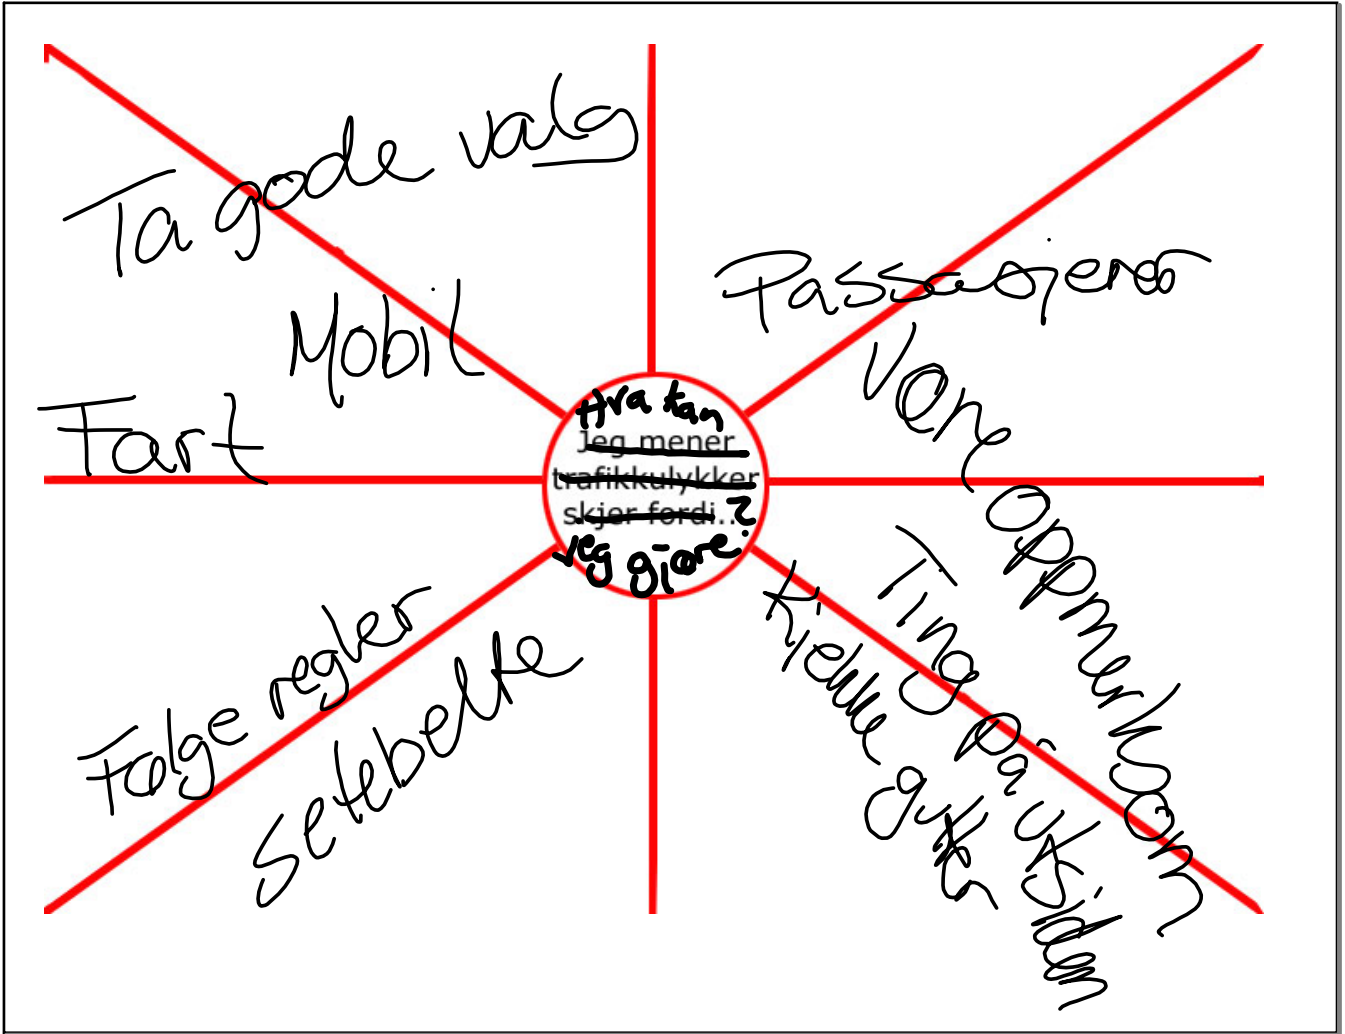 Ta gode valg
Mobil
Fart
Passasjerer
Være oppmerksom
Hva kan
Jeg mener
trafikkulykker
skjer fordi...
jeg gjøre?
Ting på utsiden
Kjekke gutter
Følge regler
Setebelte